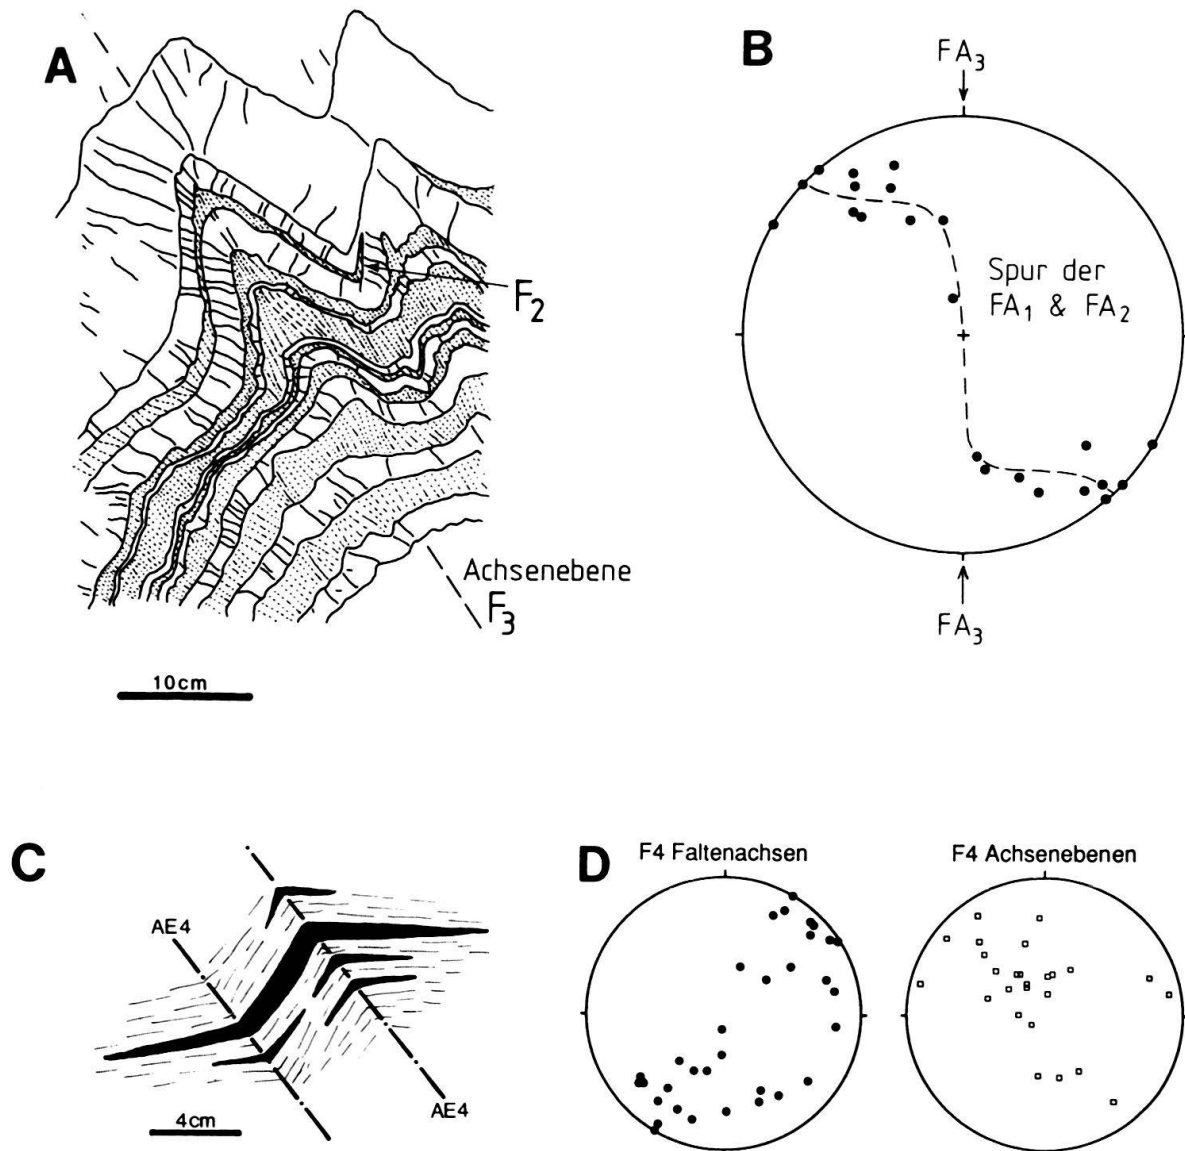 A
F2
Achsenebene
F3
10cm
B
FA3
Spur der
FA1 & FA2
FA3
C
AE4
AE4
4cm
D
F4 Faltenachsen
F4 Achsenebenen